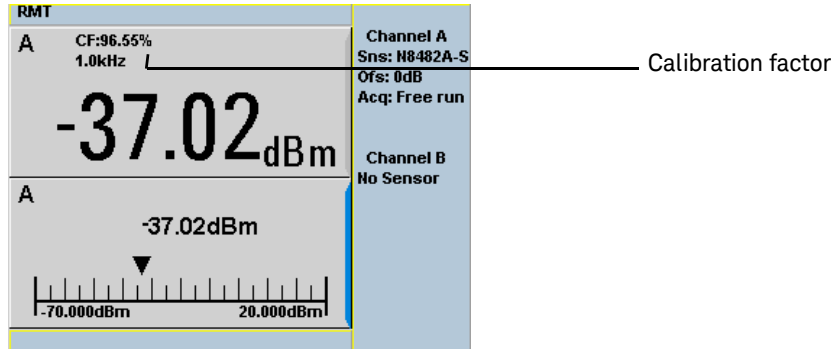 RMT
A
CF:96.55%
1.0kHz
-37.02dBm
A
-37.02dBm
-70.000dBm 20.000dBm
Channel A
Sns: N8482A-S
Ofs: 0dB
Acq: Free run
Channel B
No Sensor
Calibration factor